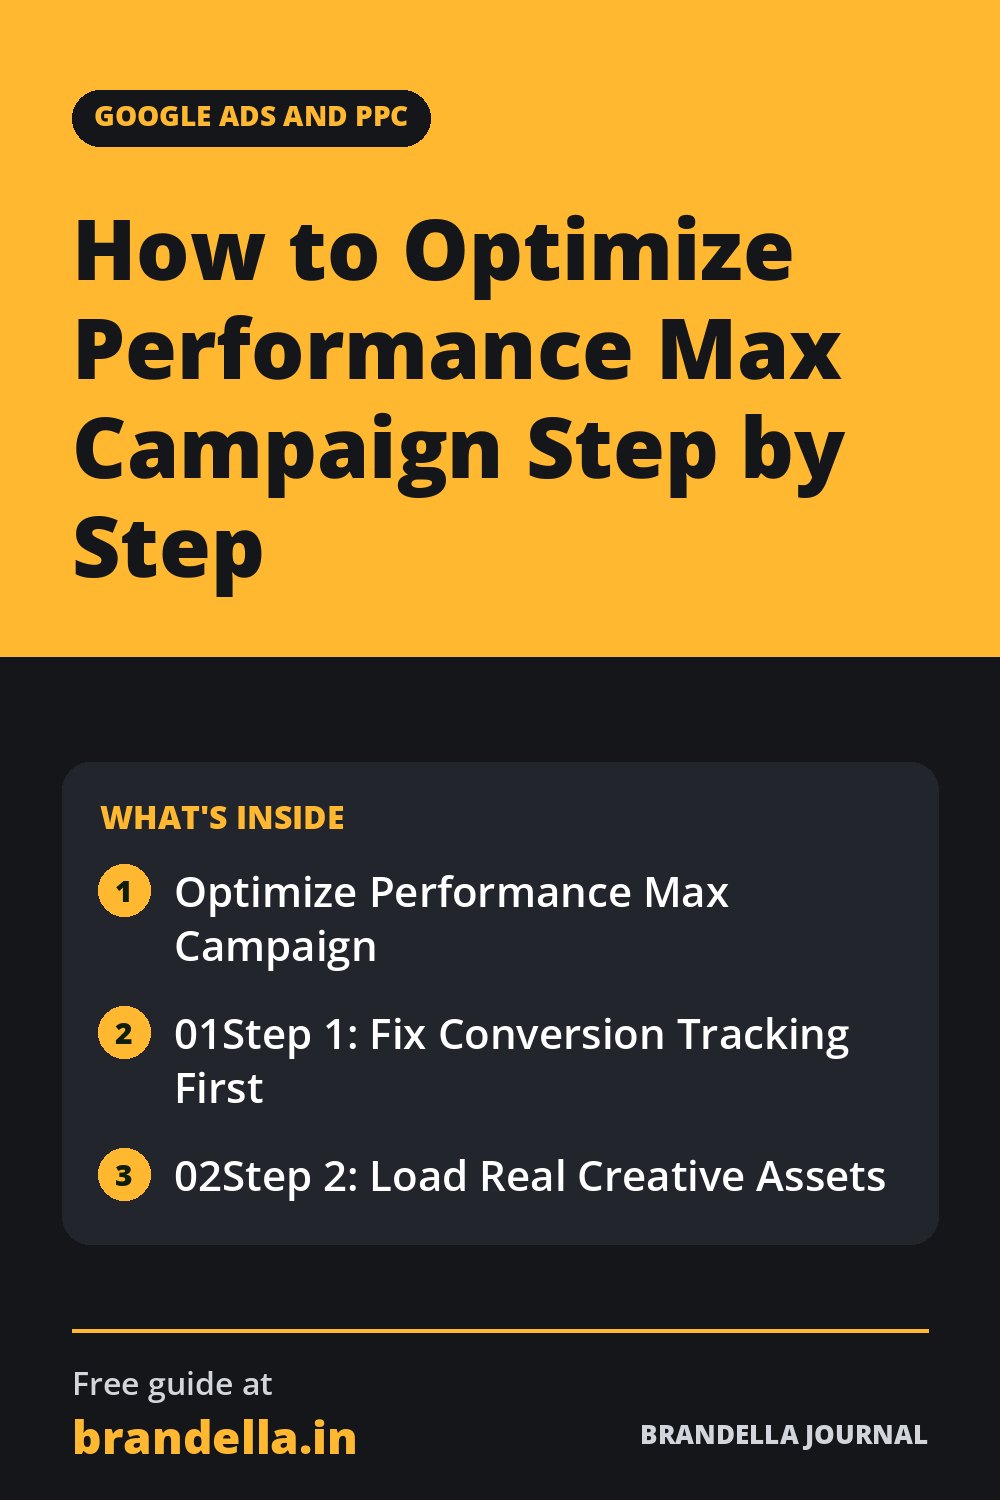 GOOGLE ADS AND PPC
How to Optimize
Performance Max
Campaign Step by
Step
WHAT'S INSIDE
1 Optimize Performance Max
Campaign
2 01Step 1: Fix Conversion Tracking
First
3 02Step 2: Load Real Creative Assets
Free guide at
brandella.in
BRANDELLA JOURNAL